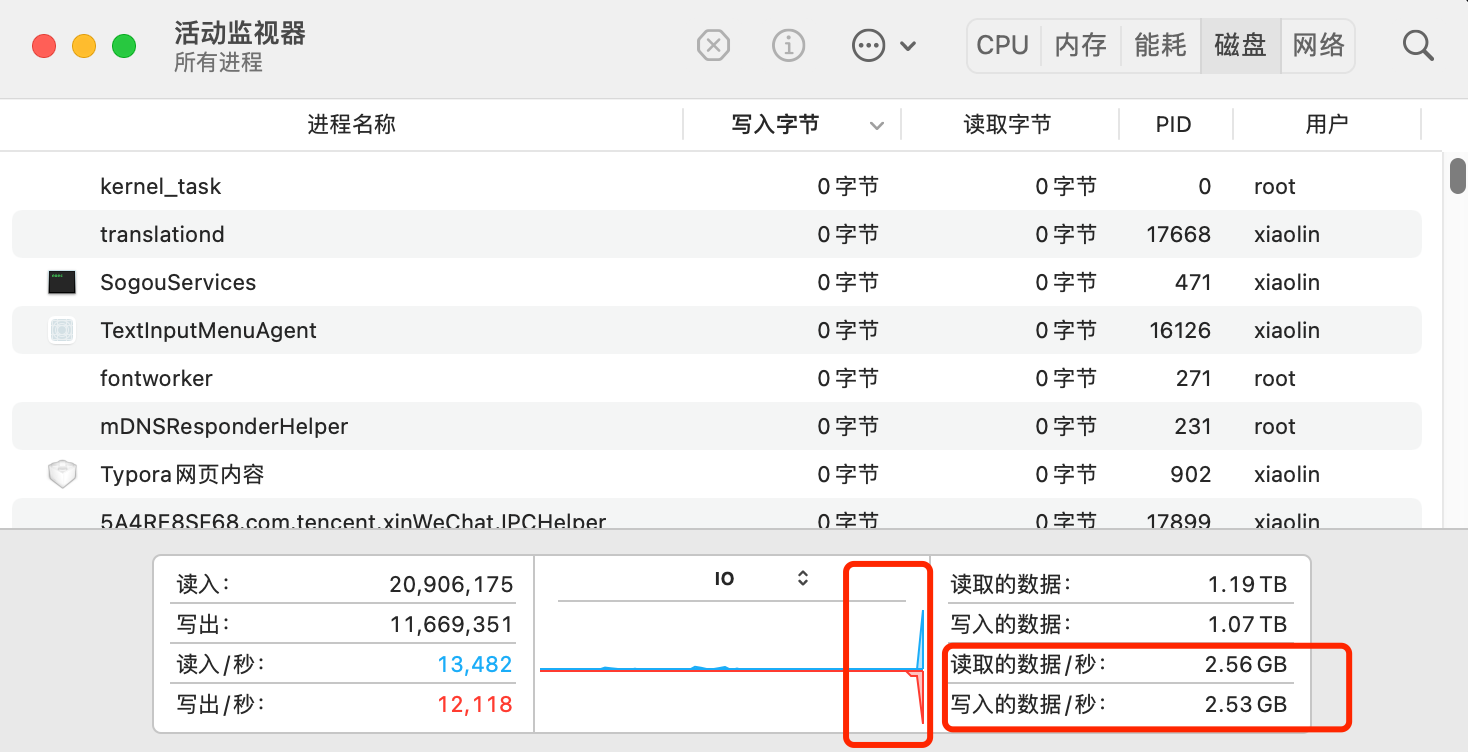 活动监视器
所有进程
CPU 内存 能耗 磁盘 网络
进程名称 写入字节 读取字节 PID 用户
kernel_task 0 字节 0 字节 0 root
translationd 0 字节 0 字节 17668 xiaolin
SogouServices 0 字节 0 字节 471 xiaolin
TextInputMenuAgent 0 字节 0 字节 16126 xiaolin
fontworker 0 字节 0 字节 271 root
mDNSResponderHelper 0 字节 0 字节 231 root
Typora网页内容 0 字节 0 字节 902 xiaolin
5A4RE8SF68.com.tencent.xinWeChat.IPCHelper 0 字节 0 字节 17899 xiaolin
读入: 20,906,175
写出: 11,669,351
读入/秒: 13,482
写出/秒: 12,118
IO
读取的数据: 1.19 TB
写入的数据: 1.07 TB
读取的数据/秒: 2.56 GB
写入的数据/秒: 2.53 GB